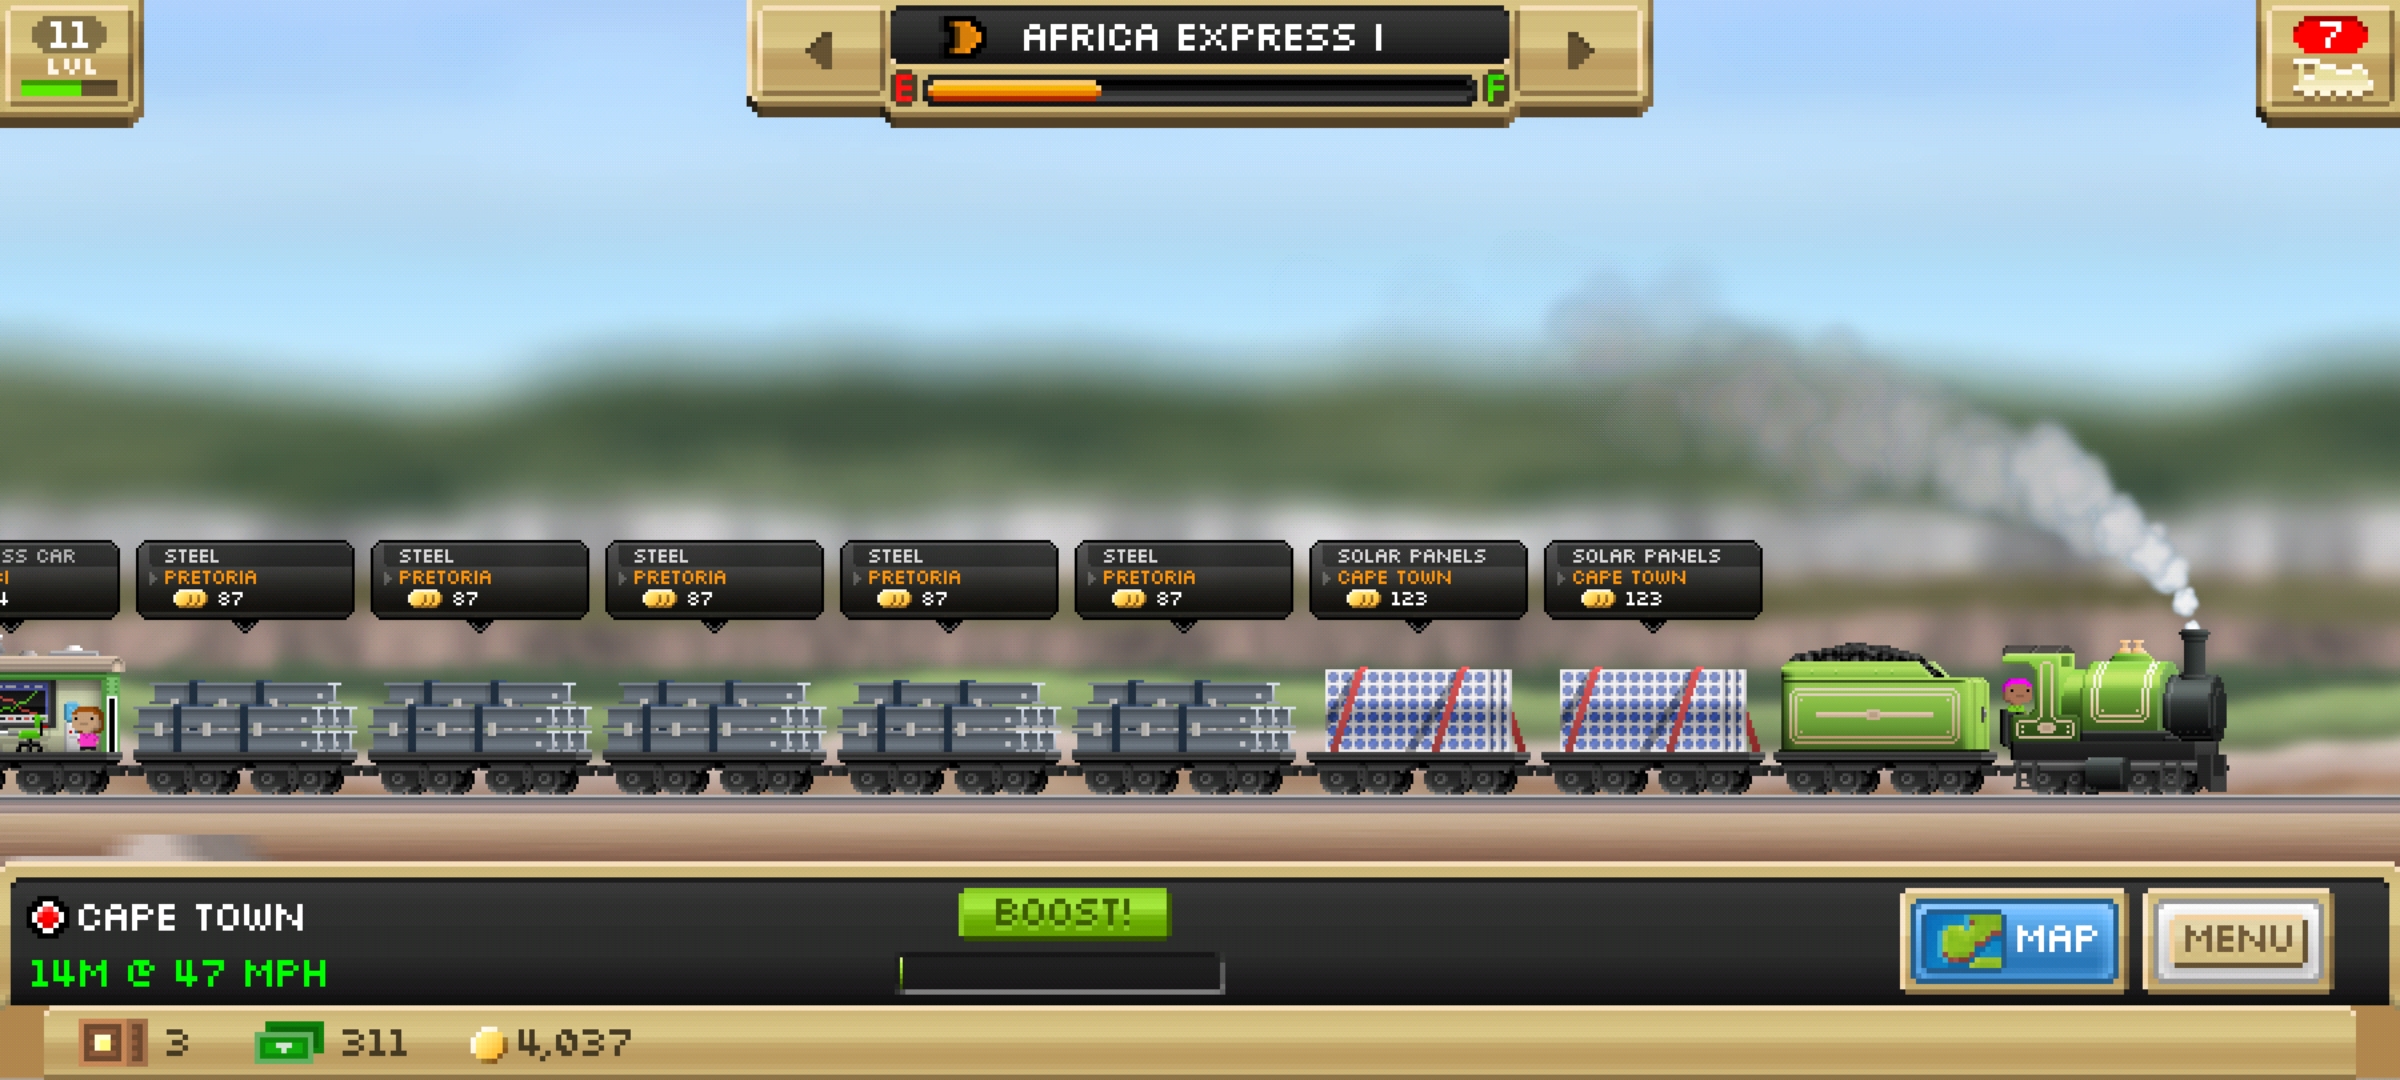 11
LVL
AFRICA EXPRESS I
E
F
7
SS CAR
STEEL
PRETORIA
87
STEEL
PRETORIA
87
STEEL
PRETORIA
87
STEEL
PRETORIA
87
STEEL
PRETORIA
87
SOLAR PANELS
CAPE TOWN
123
SOLAR PANELS
CAPE TOWN
123
CAPE TOWN
14M @ 47 MPH
BOOST!
MAP
MENU
3
311
4,037